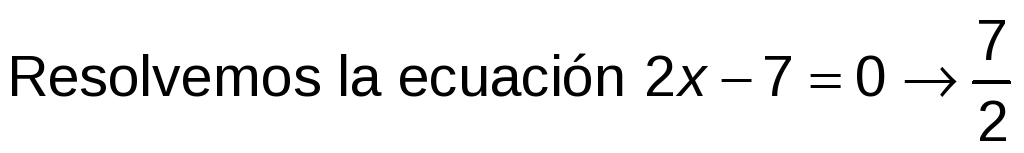 Resolvemos la ecuación 2x − 7 = 0 → 7/2